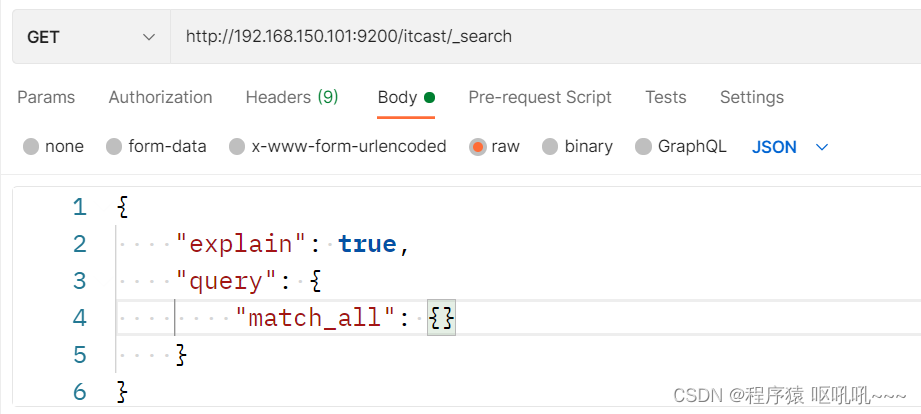 GET http://192.168.150.101:9200/itcast/_search
Params Authorization Headers (9) Body Pre-request Script Tests Settings
none form-data x-www-form-urlencoded raw binary GraphQL JSON
1 {
2 "explain": true,
3 "query": {
4 "match_all": {}
5 }
6 }
CSDN @程序猿 呕吼吼~~~